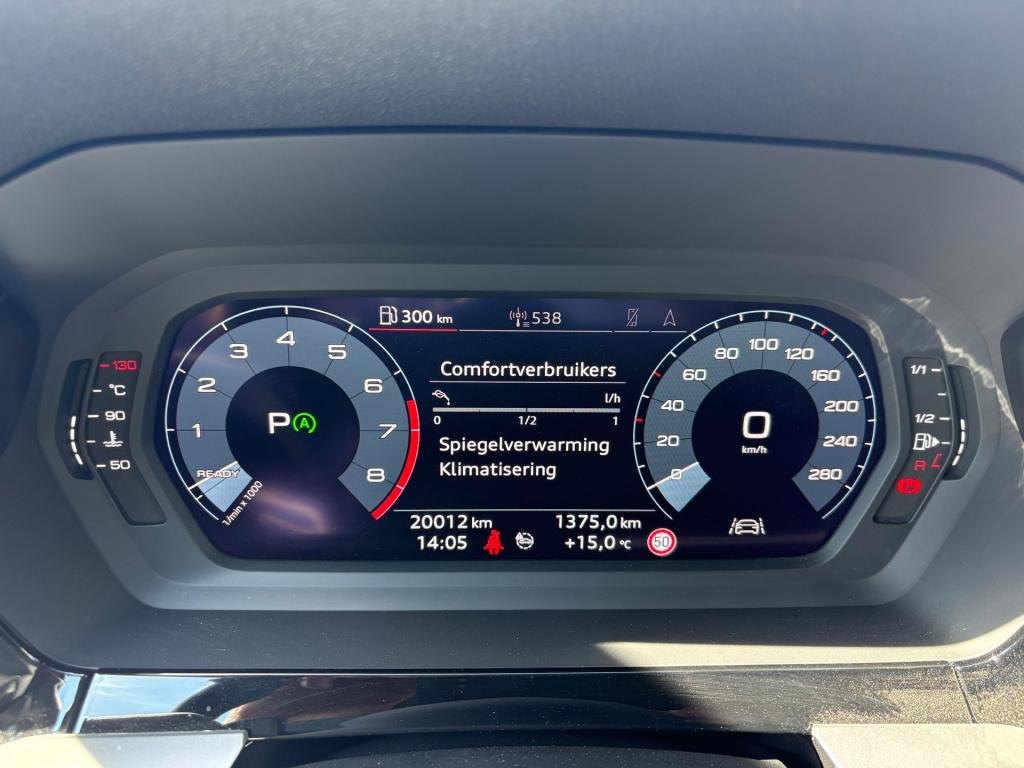 300 km
538
Comfortverbruikers
l/h
0 1/2 1
Spiegelverwarming
Klimatisering
1 2 3 4 5 6 7 8
READY
1/min x 1000
P A
0 20 40 60 80 100 120 160 200 240 280
0
km/h
130
°C
90
50
1/1
1/2
R
P
20012 km
1375,0 km
14:05
+15,0 °C
50